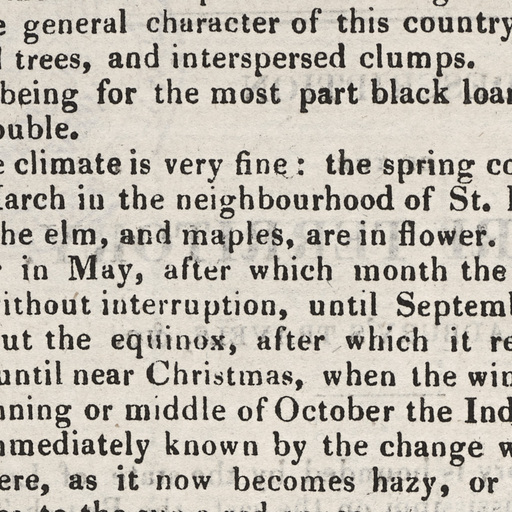 general character of this country
trees, and interspersed clumps.
being for the most part black loam
ouble.
climate is very fine: the spring co
arch in the neighbourhood of St.
he elm, and maples, are in flower.
in May, after which month the
ithout interruption, until Septemb
ut the equinox, after which it re
until near Christmas, when the win
nning or middle of October the Ind
mmediately known by the change w
ere, as it now becomes hazy, or